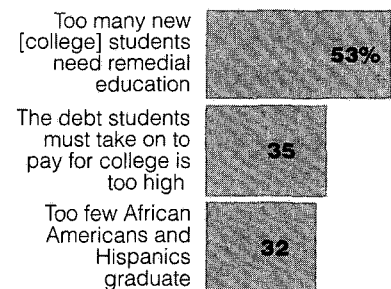 Too many new
[college] students
need remedial
education
53%
The debt students
must take on to
pay for college is
too high
35
Too few African
Americans and
Hispanics
graduate
32